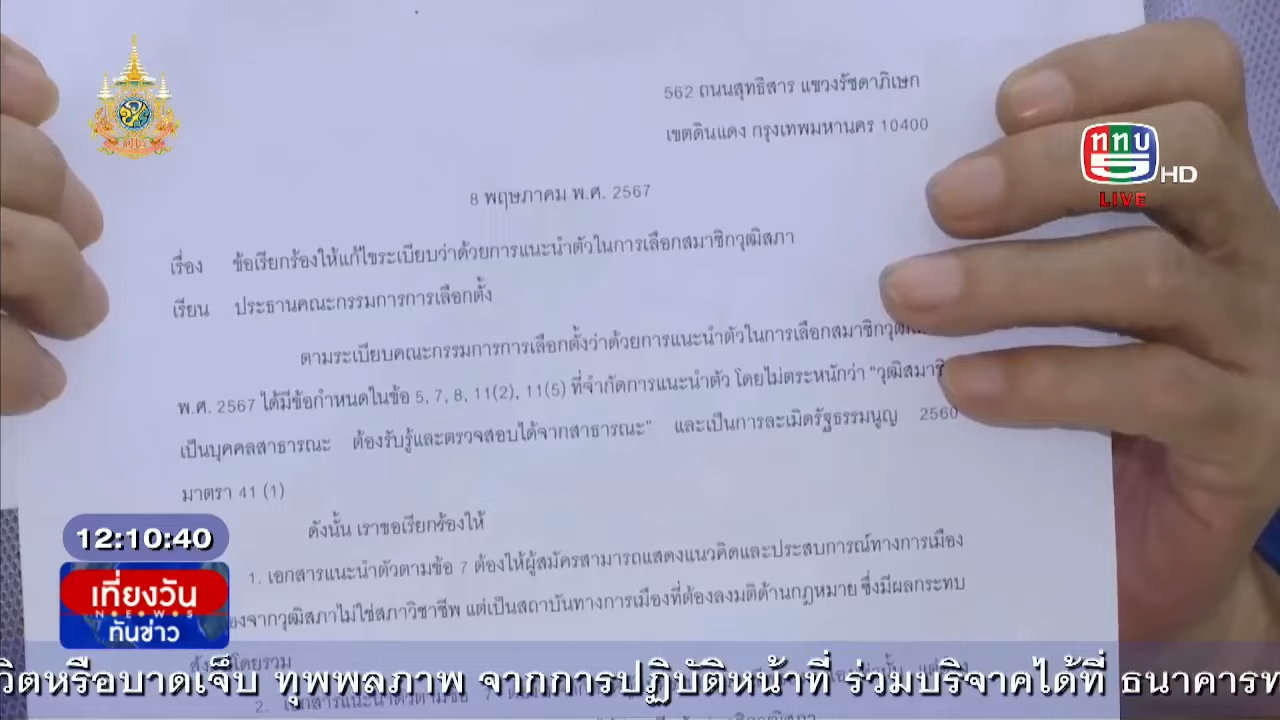 562 ถนนสุทธิสาร แขวงรัชดาภิเษก
เขตดินแดง กรุงเทพมหานคร 10400
ททบ
5 HD
LIVE
8 พฤษภาคม พ.ศ. 2567
เรื่อง ข้อเรียกร้องให้แก้ไขระเบียบว่าด้วยการแนะนำตัวในการเลือกสมาชิกวุฒิสภา
เรียน ประธานคณะกรรมการการเลือกตั้ง
ตามระเบียบคณะกรรมการการเลือกตั้งว่าด้วยการแนะนำตัวในการเลือกสมาชิก
พ.ศ. 2567 ได้มีข้อกำหนดในข้อ 5, 7, 8, 11(2), 11(5) ที่จำกัดการแนะนำตัว โดยไม่ตระหนักว่า
เป็นบุคคลสาธารณะ ต้องรับรู้และตรวจสอบได้จากสาธารณะ" และเป็นการละเมิดรัฐธรรมนูญ 2560
มาตรา 41 (1)
ดังนั้น เราขอเรียกร้องให้
1. เอกสารแนะนำตัวตามข้อ 7 ต้องให้ผู้สมัครสามารถแสดงแนวคิดและประสบการณ์ทางการเมือง
วุฒิสภาไม่ใช่สภาวิชาชีพ แต่เป็นสถาบันทางการเมืองที่ต้องลงมติด้านกฎหมาย ซึ่งมีผลกระทบ
โดยรวม
2. เอกสารแนะนำตัวตามข้อ 7
12:10:40
เที่ยงวัน
NEWS
ทันข่าว
หรือบาดเจ็บ ทุพพลภาพ จากการปฏิบัติหน้าที่ ร่วมบริจาคได้ที่